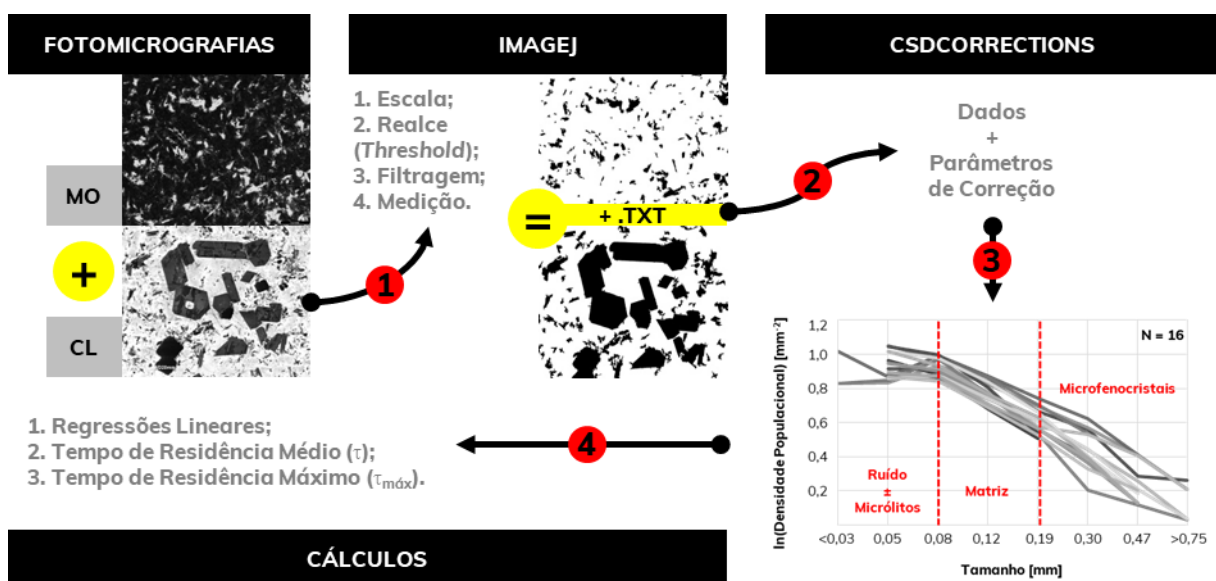 FOTOMICROGRAFIAS
MO
+
CL
1
IMAGEJ
1. Escala;
2. Realce
(Threshold);
3. Filtragem;
4. Medição.
=
+ .TXT
2
CSDCORRECTIONS
Dados
+
Parâmetros
de Correção
3
ln(Densidade Populacional) [mm⁻²]
1,2
1,0
0,8
0,6
0,4
0,2
N = 16
Microfenocristais
Ruído
±
Micrólitos
Matriz
<0,03 0,05 0,08 0,12 0,19 0,30 0,47 >0,75
Tamanho [mm]
4
1. Regressões Lineares;
2. Tempo de Residência Médio (τ);
3. Tempo de Residência Máximo (τmáx).
CÁLCULOS